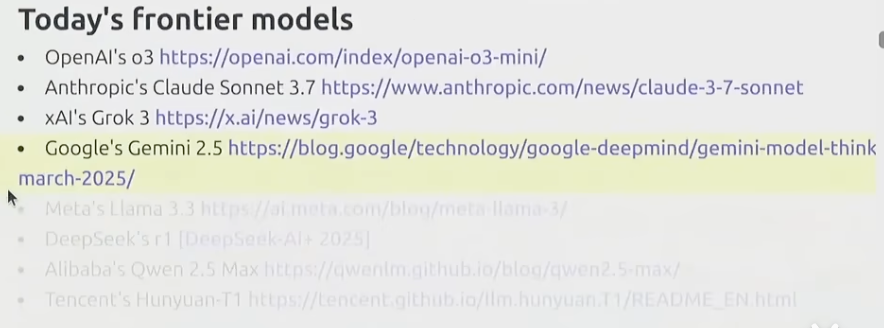 Today's frontier models
• OpenAI's o3 https://openai.com/index/openai-o3-mini/
• Anthropic's Claude Sonnet 3.7 https://www.anthropic.com/news/claude-3-7-sonnet
• xAI's Grok 3 https://x.ai/news/grok-3
• Google's Gemini 2.5 https://blog.google/technology/google-deepmind/gemini-model-think
march-2025/
• Meta's Llama 3.3 https://ai.meta.com/blog/meta-llama-3/
• DeepSeek's r1 [DeepSeek-AI+ 2025]
• Alibaba's Qwen 2.5 Max https://qwenlm.github.io/blog/qwen2.5-max/
• Tencent's Hunyuan-T1 https://tencent.github.io/llm.hunyuan.T1/README_EN.html